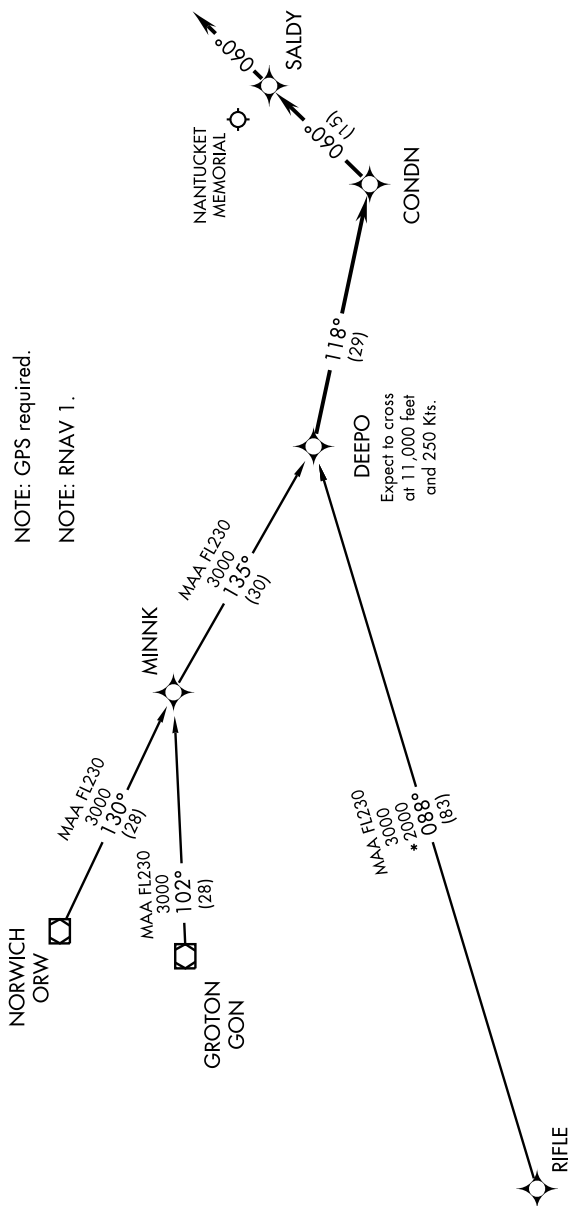 NOTE: GPS required.
NOTE: RNAV 1.
NORWICH
ORW
MAA FL230
3000
130°
(28)
GROTON
GON
MAA FL230
3000
102°
(28)
MINNK
MAA FL230
3000
135°
(30)
RIFLE
MAA FL230
3000
*2000
088°
(83)
DEEPO
Expect to cross
at 11,000 feet
and 250 Kts.
118°
(29)
CONDN
060°
(15)
NANTUCKET
MEMORIAL
SALDY
060°